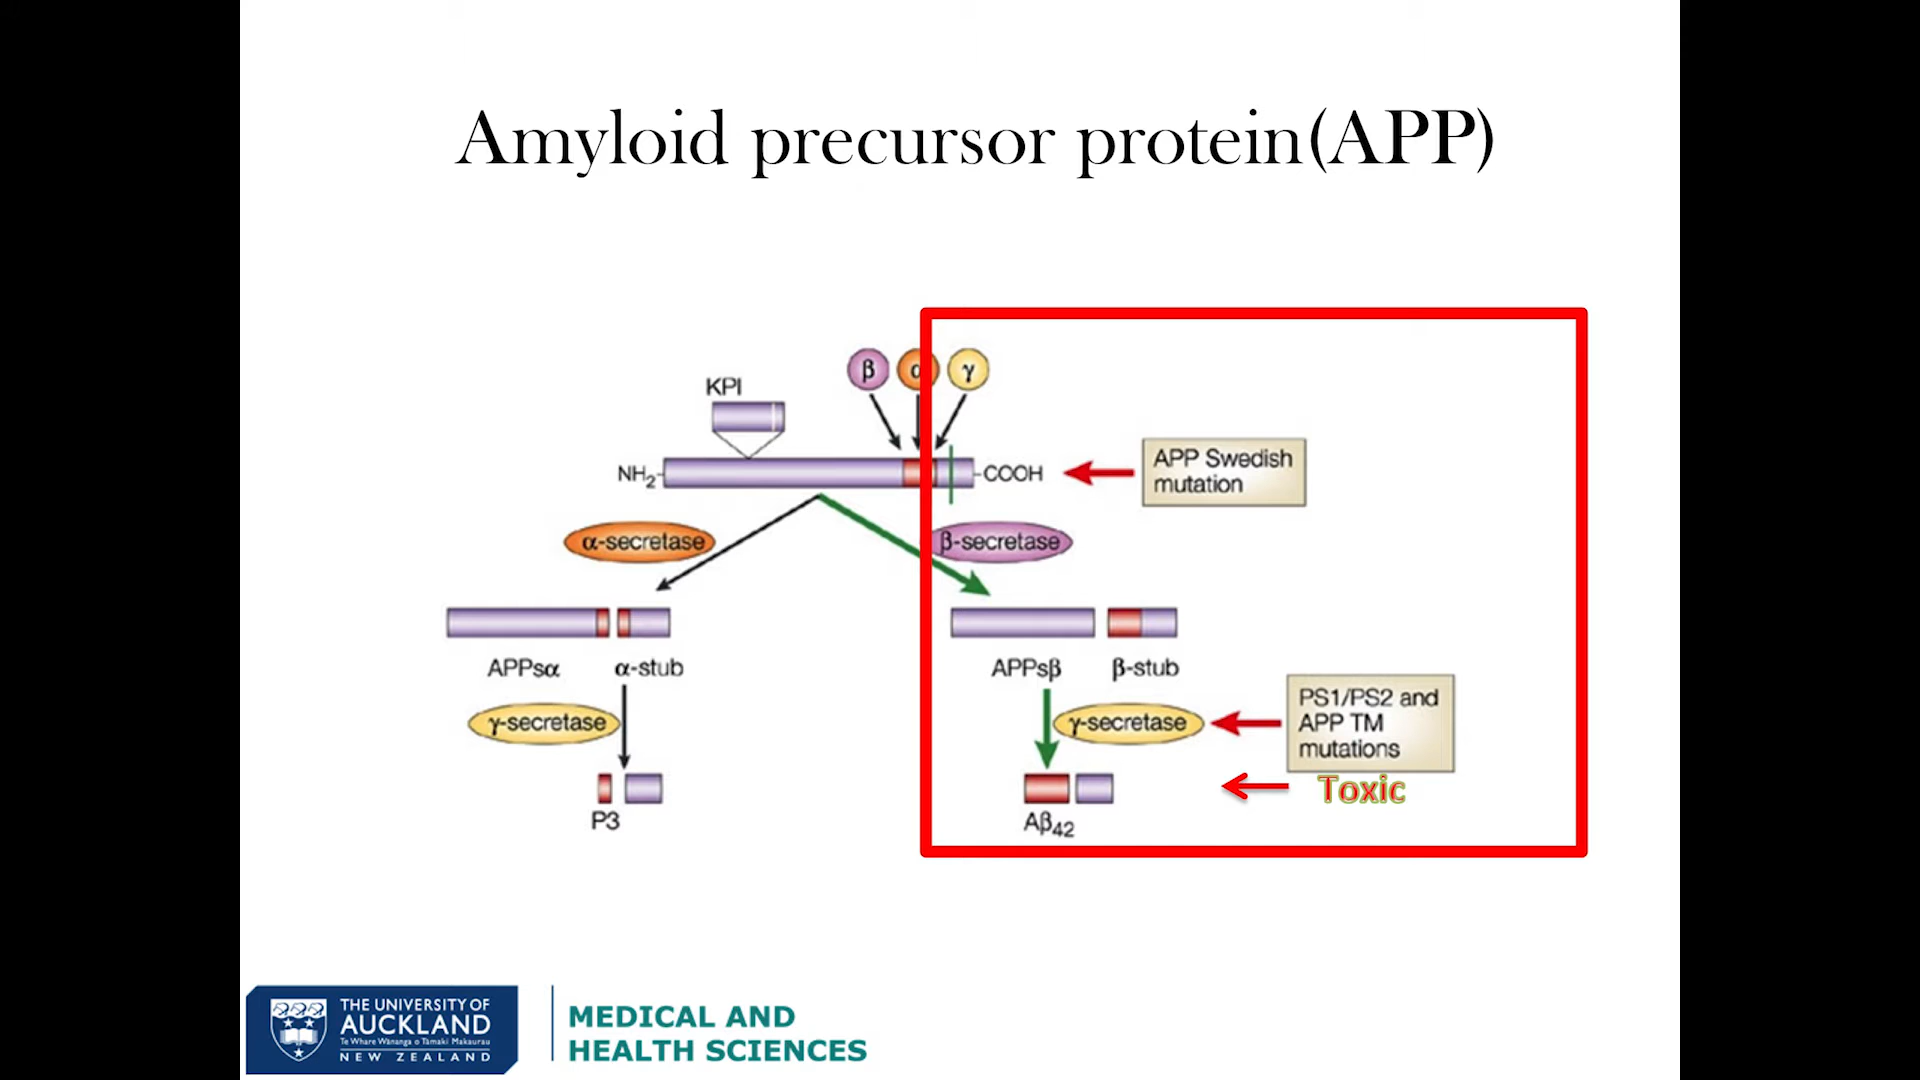 Amyloid precursor protein(APP)
β α γ
KPI
NH2 COOH
APP Swedish
mutation
α-secretase
β-secretase
APPsα α-stub
APPsβ β-stub
γ-secretase
γ-secretase
PS1/PS2 and
APP TM
mutations
Toxic
P3
Aβ42
THE UNIVERSITY OF
AUCKLAND
Te Whare Wānanga o Tāmaki Makaurau
NEW ZEALAND
MEDICAL AND
HEALTH SCIENCES